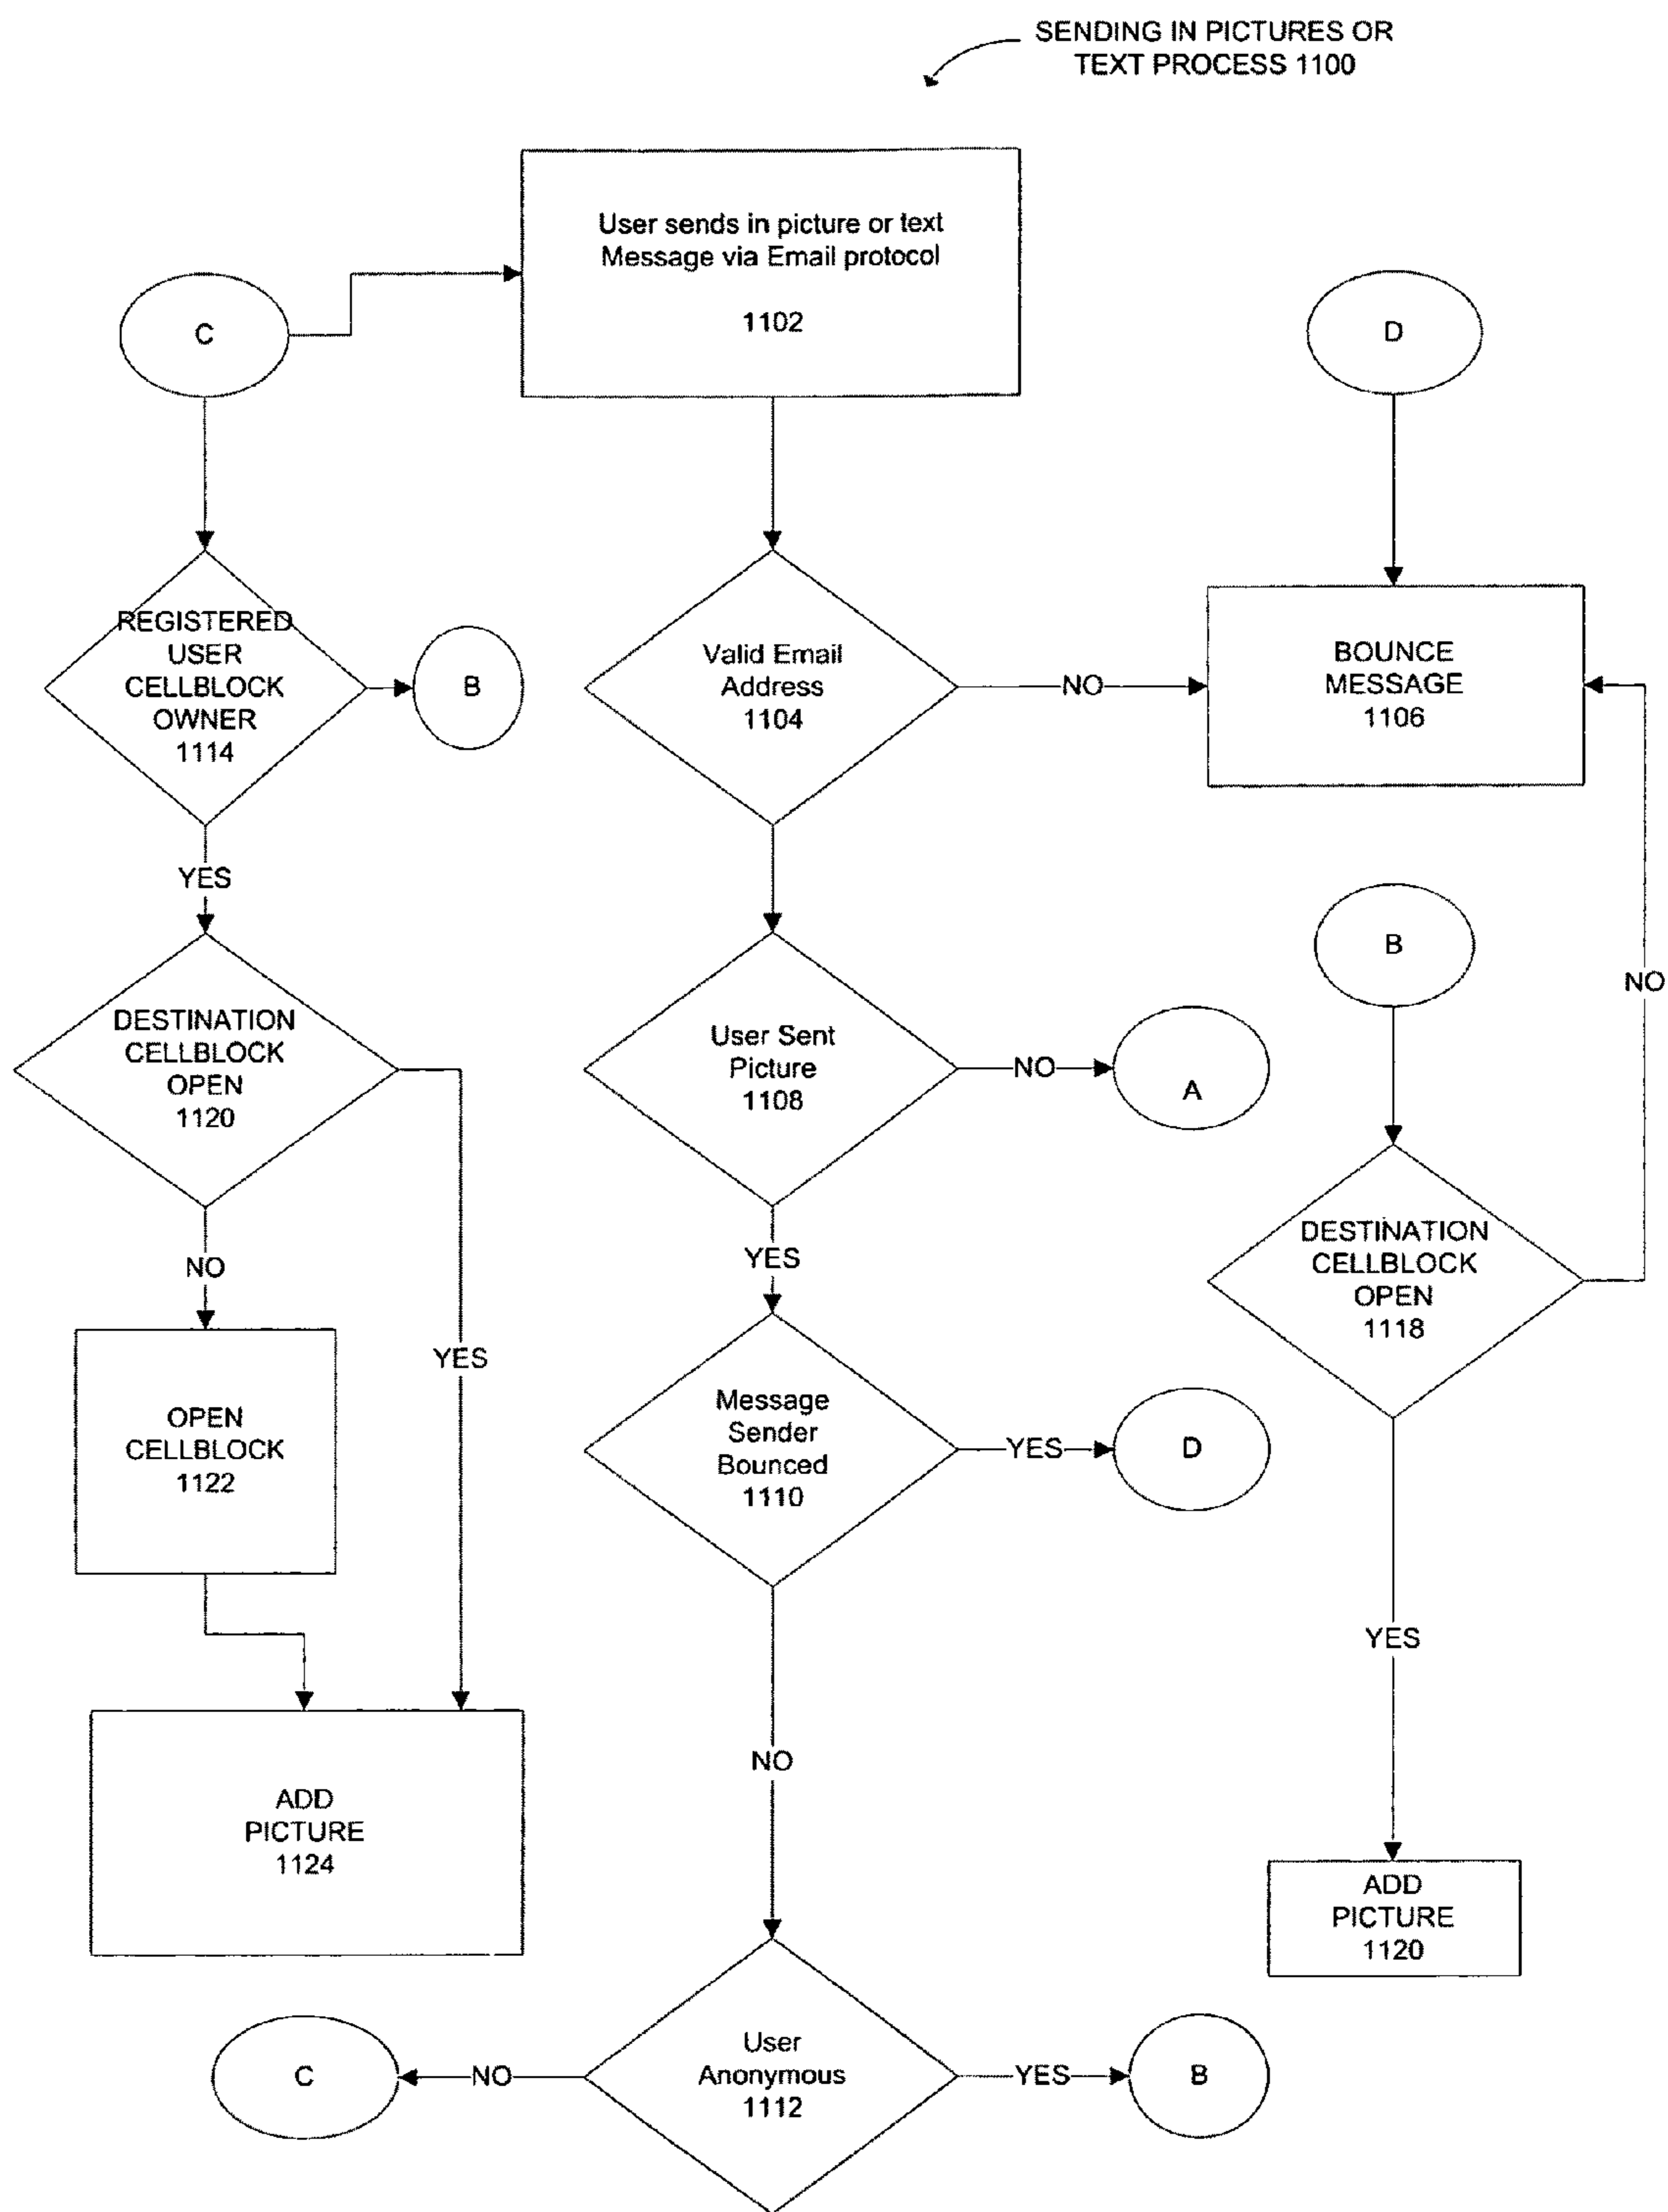 SENDING IN PICTURES OR
TEXT PROCESS 1100
User sends in picture or text
Message via Email protocol
1102
C
D
REGISTERED
USER
CELLBLOCK
OWNER
1114
B
Valid Email
Address
1104
NO
BOUNCE
MESSAGE
1106
YES
B
NO
DESTINATION
CELLBLOCK
OPEN
1120
User Sent
Picture
1108
NO
A
DESTINATION
CELLBLOCK
OPEN
1118
NO
YES
YES
OPEN
CELLBLOCK
1122
Message
Sender
Bounced
1110
YES
D
YES
NO
ADD
PICTURE
1124
ADD
PICTURE
1120
C
NO
User
Anonymous
1112
YES
B